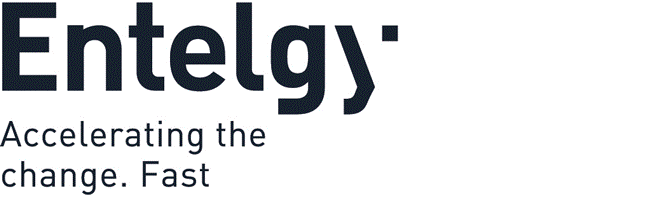 Entelgy
Accelerating the
change. Fast